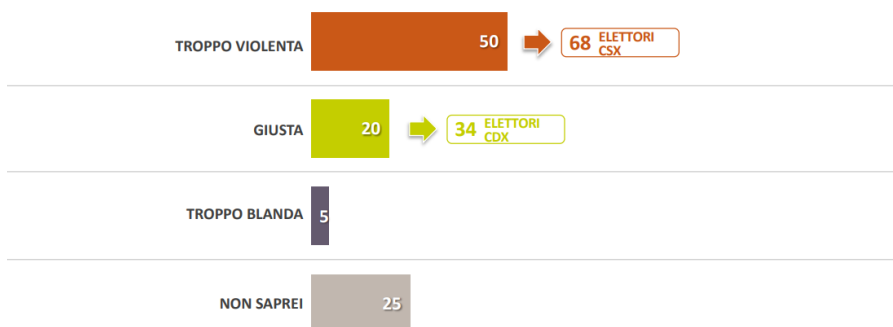 TROPPO VIOLENTA 50 68 ELETTORI CSX
GIUSTA 20 34 ELETTORI CDX
TROPPO BLANDA 5
NON SAPREI 25